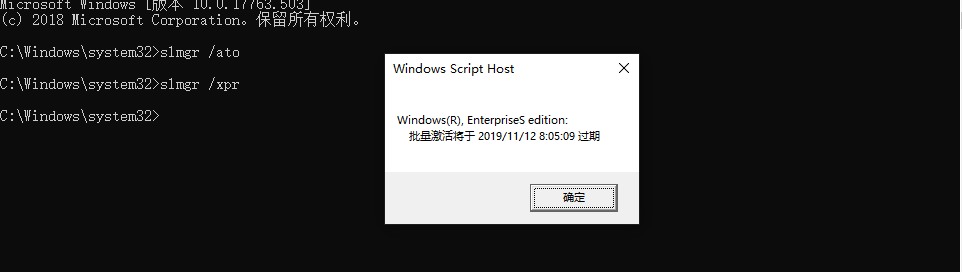 Microsoft Windows [版本 10.0.17763.503]
(c) 2018 Microsoft Corporation。保留所有权利。
C:\Windows\system32>slmgr /ato
C:\Windows\system32>slmgr /xpr
C:\Windows\system32>
Windows Script Host
Windows(R), EnterpriseS edition:
批量激活将于 2019/11/12 8:05:09 过期
确定